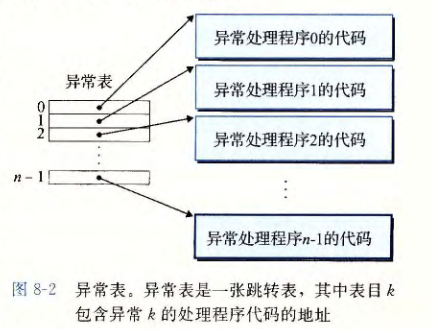 异常表
0
1
2
n-1
异常处理程序0的代码
异常处理程序1的代码
异常处理程序2的代码
异常处理程序n-1的代码
图 8-2 异常表。异常表是一张跳转表，其中表目 k
包含异常 k 的处理程序代码的地址